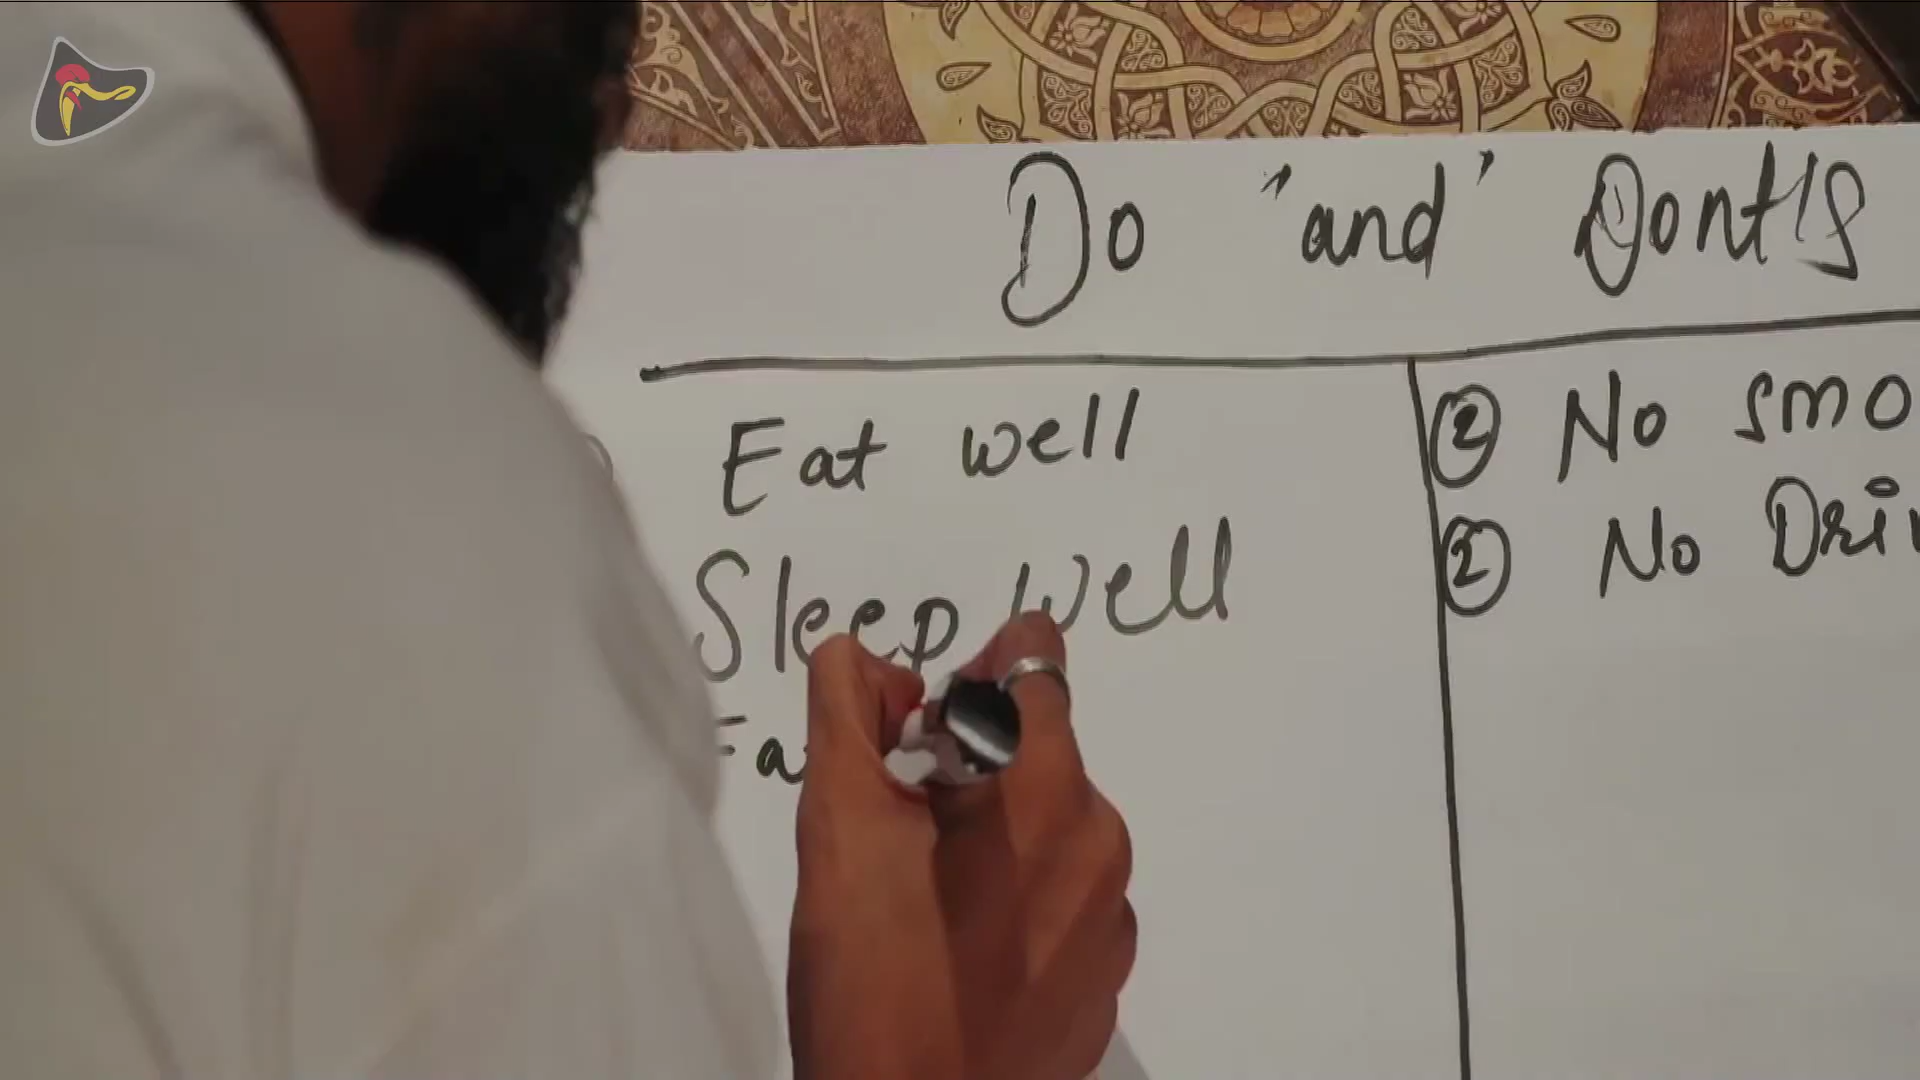 Do "and" Dont's
Eat well
Sleep Well
② No smo
② No Dri